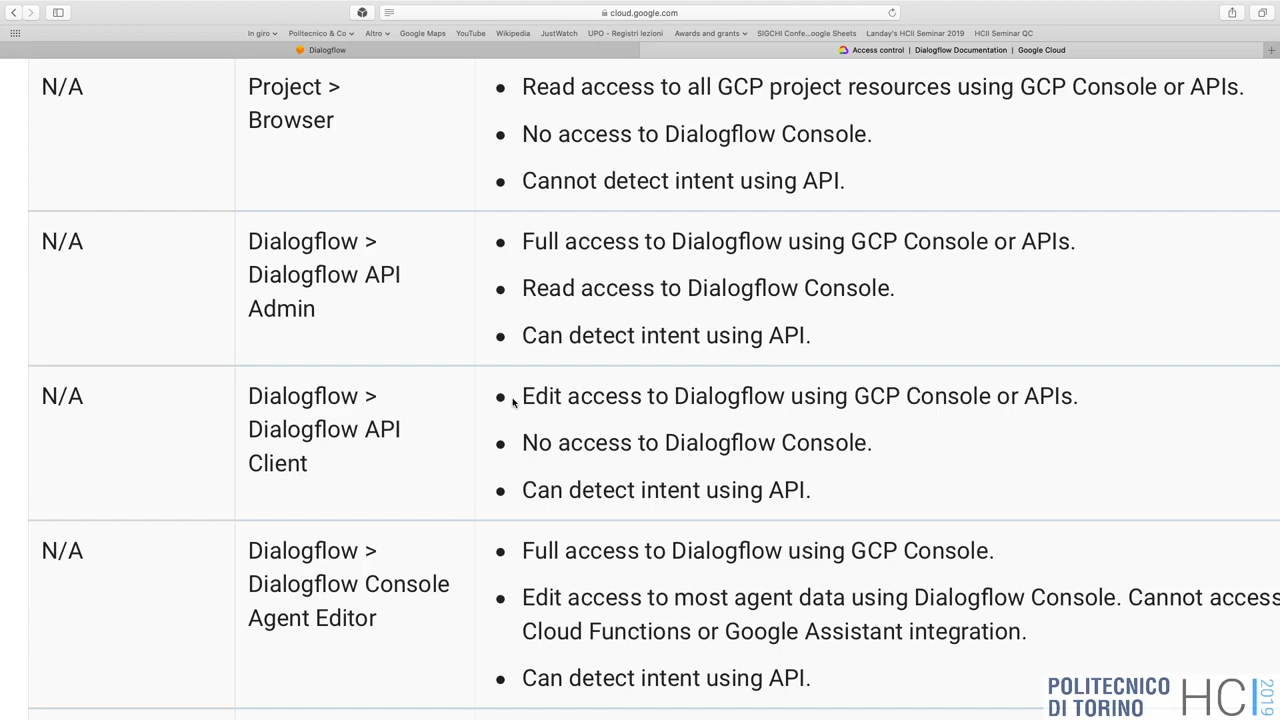 cloud.google.com
In giro
Politecnico & Co
Altro
Google Maps
YouTube
Wikipedia
JustWatch
UPO - Registri lezioni
Awards and grants
SIGCHI Confe...oogle Sheets
Landay's HCII Seminar 2019
HCII Seminar QC
Dialogflow
Access control | Dialogflow Documentation | Google Cloud
N/A
Project >
Browser
Read access to all GCP project resources using GCP Console or APIs.
No access to Dialogflow Console.
Cannot detect intent using API.
N/A
Dialogflow >
Dialogflow API
Admin
Full access to Dialogflow using GCP Console or APIs.
Read access to Dialogflow Console.
Can detect intent using API.
N/A
Dialogflow >
Dialogflow API
Client
Edit access to Dialogflow using GCP Console or APIs.
No access to Dialogflow Console.
Can detect intent using API.
N/A
Dialogflow >
Dialogflow Console
Agent Editor
Full access to Dialogflow using GCP Console.
Edit access to most agent data using Dialogflow Console. Cannot access
Cloud Functions or Google Assistant integration.
Can detect intent using API.
POLITECNICO
DI TORINO
HCI
2019